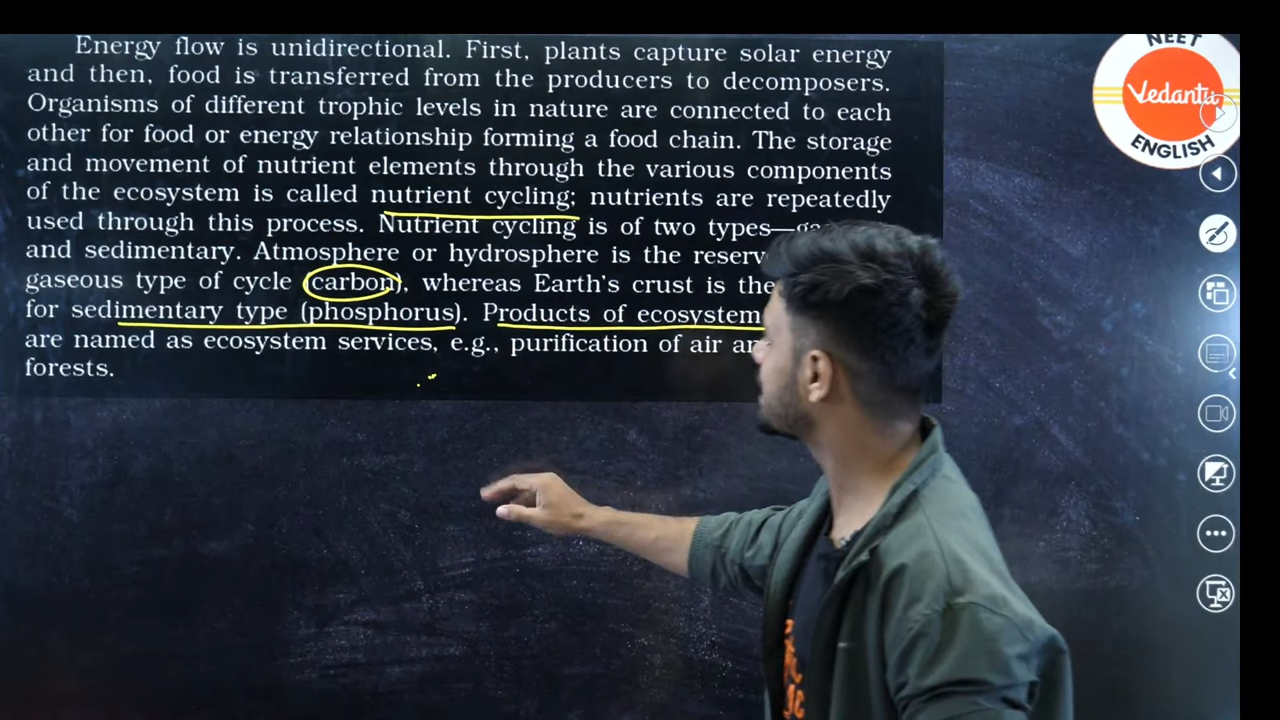 Energy flow is unidirectional. First, plants capture solar energy
and then, food is transferred from the producers to decomposers.
Organisms of different trophic levels in nature are connected to each
other for food or energy relationship forming a food chain. The storage
and movement of nutrient elements through the various components
of the ecosystem is called nutrient cycling; nutrients are repeatedly
used through this process. Nutrient cycling is of two types—
and sedimentary. Atmosphere or hydrosphere is the
gaseous type of cycle (carbon), whereas Earth's crust is the
for sedimentary type (phosphorus). Products of ecosystem
are named as ecosystem services, e.g., purification of air
forests.
NEET
Vedantu
ENGLISH